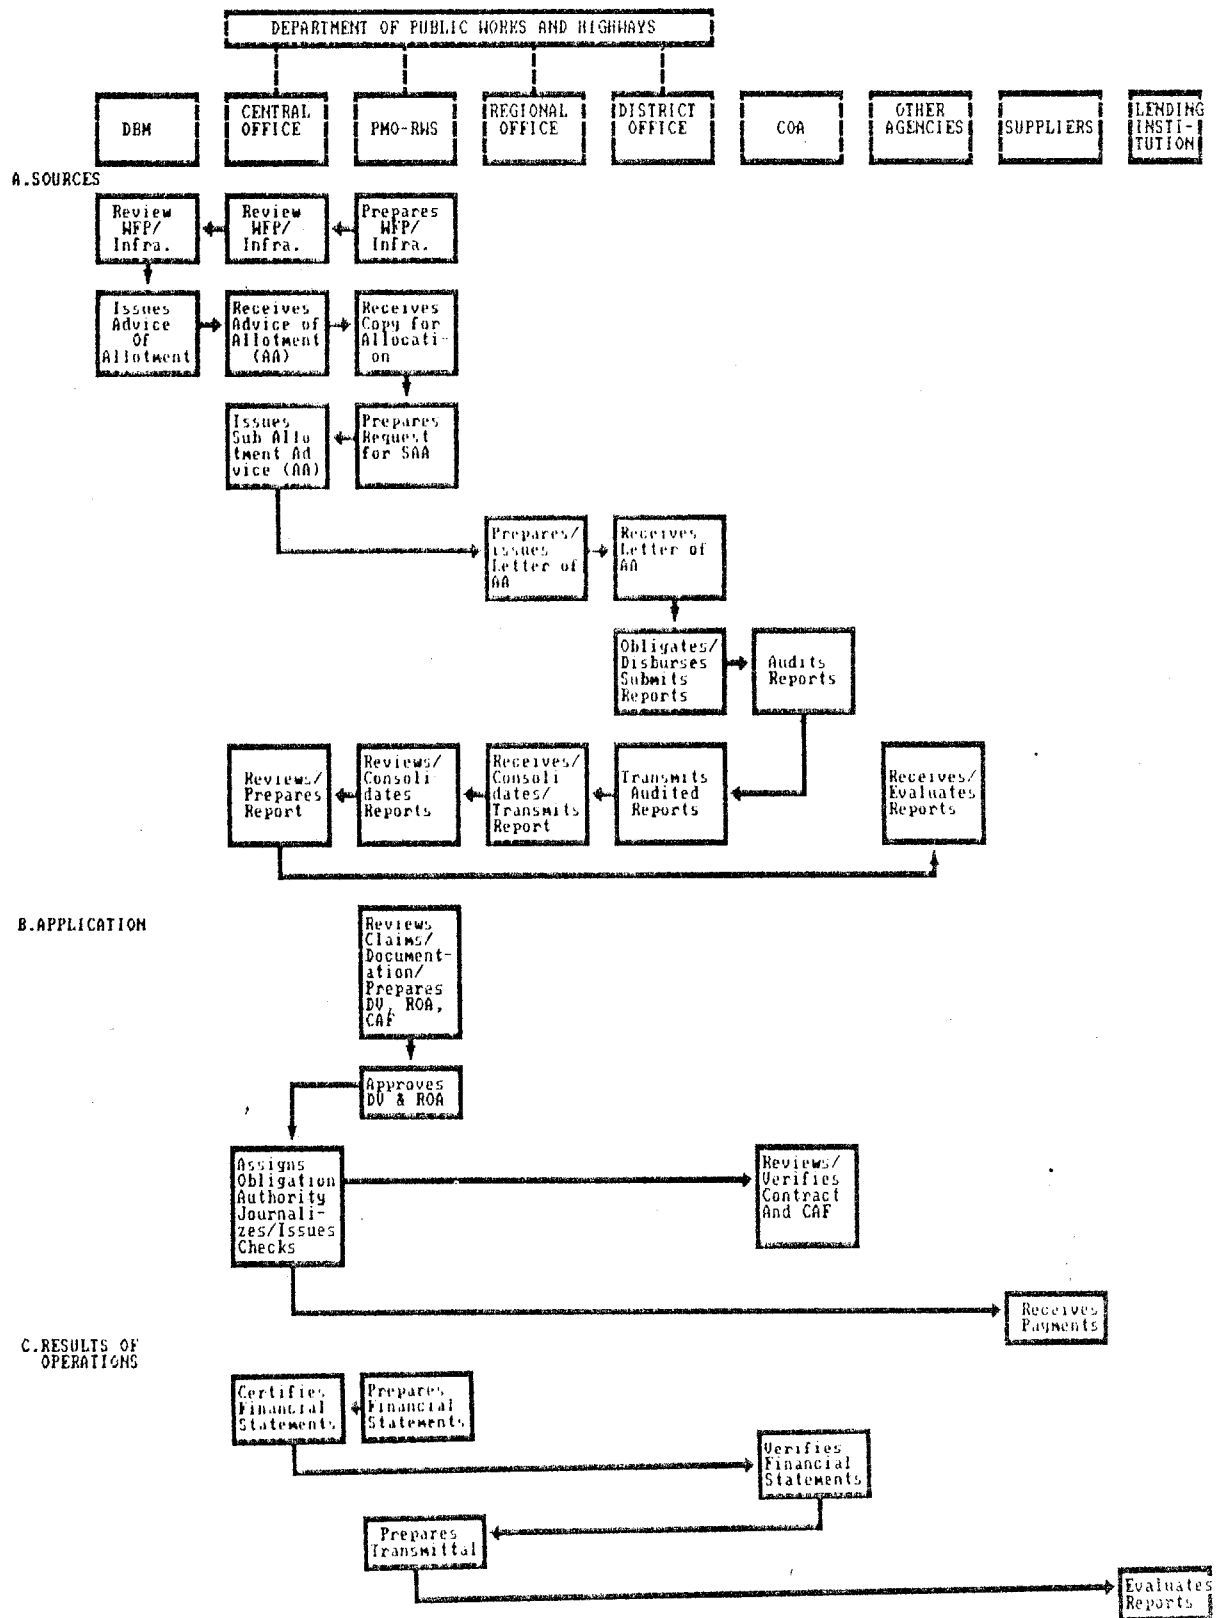 DEPARTMENT OF PUBLIC WORKS AND HIGHWAYS
DBM
CENTRAL
OFFICE
PMO-RWS
REGIONAL
OFFICE
DISTRICT
OFFICE
COA
OTHER
AGENCIES
SUPPLIERS
LENDING
INSTI-
TUTION
A.SOURCES
Review
WFP/
Infra.
Review
WFP/
Infra.
Prepares
WFP/
Infra.
Issues
Advice
Of
Allotment
Receives
Advice of
Allotment
(AA)
Receives
Copy for
Allocati-
on
Issues
Sub Allo
tment Ad
vice (AA)
Prepares
Request
for SAA
Prepares/
issues
Letter of
AA
Receives
Letter of
AA
Obligates/
Disburses
Submits
Reports
Audits
Reports
Reviews/
Prepares
Report
Reviews/
Consoli-
dates
Reports
Receives/
Consoli
dates/
Transmits
Report
Transmits
Audited
Reports
Receives/
Evaluates
Reports
B.APPLICATION
Reviews
Claims/
Document-
ation/
Prepares
DV, ROA,
CAF
Approves
DV & ROA
Assigns
Obligation
Authority
Journali-
zes/Issues
Checks
Reviews/
Verifies
Contract
And CAF
Receives
Payments
C.RESULTS OF
OPERATIONS
Certifies
Financial
Statements
Prepares
Financial
Statements
Verifies
Financial
Statements
Prepares
Transmittal
Evaluates
Reports